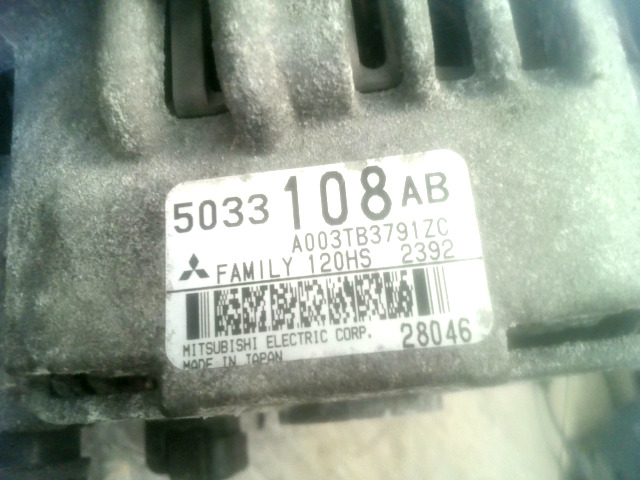 5033 108 AB
A003TB3791ZC
FAMILY 120HS 2392
MITSUBISHI ELECTRIC CORP. 28046
MADE IN JAPAN